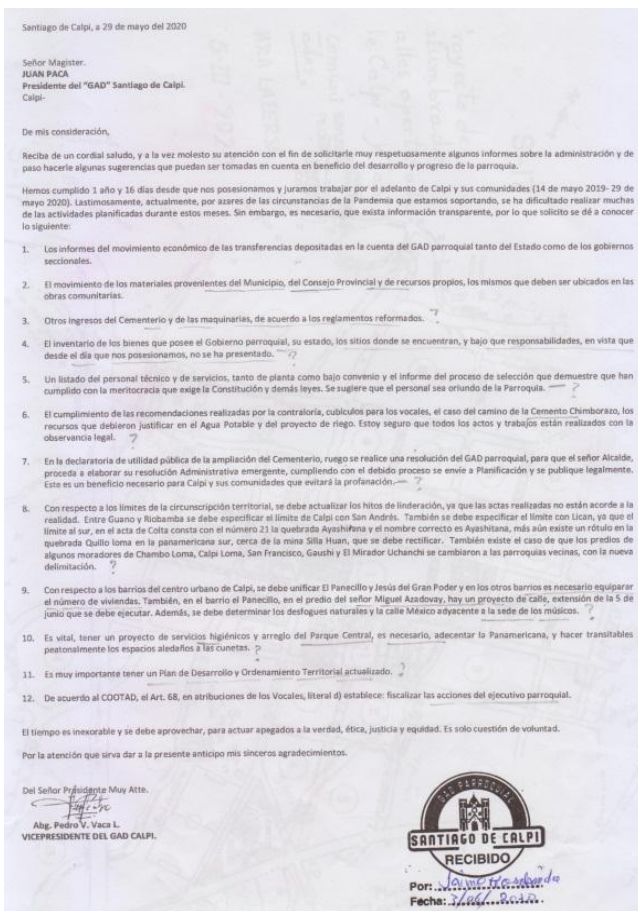 Santiago de Calpi, a 29 de mayo del 2020
Señor Magister.
JUAN PACA
Presidente del "GAD" Santiago de Calpi.
Calpi-
De mis consideración,
Reciba de un cordial saludo, y a la vez molesto su atención con el fin de solicitarle muy respetuosamente algunos informes sobre la administración y de
paso hacerle algunas sugerencias que puedan ser tomadas en cuenta en beneficio del desarrollo y progreso de la parroquia.
Hemos cumplido 1 año y 16 días desde que nos posesionamos y juramos trabajar por el adelanto de Calpi y sus comunidades (14 de mayo 2019- 29 de
mayo 2020). Lastimosamente, actualmente, por azares de las circunstancias de la Pandemia que estamos soportando, se ha dificultado realizar muchas
de las actividades planificadas durante estos meses. Sin embargo, es necesario, que exista información transparente, por lo que solicito se dé a conocer
lo siguiente:
1. Los informes del movimiento económico de las transferencias depositadas en la cuenta del GAD parroquial tanto del Estado como de los gobiernos
seccionales.
2. El movimiento de los materiales provenientes del Municipio, del Consejo Provincial y de recursos propios, los mismos que deben ser ubicados en las
obras comunitarias.
3. Otros ingresos del Cementerio y de las maquinarias, de acuerdo a los reglamentos reformados. ?
4. El inventario de los bienes que posee el Gobierno parroquial, su estado, los sitios donde se encuentran, y bajo que responsabilidades, en vista que
desde el día que nos posesionamos, no se ha presentado. ?
5. Un listado del personal técnico y de servicios, tanto de planta como bajo convenio y el informe del proceso de selección que demuestre que han
cumplido con la meritocracia que exige la Constitución y demás leyes. Se sugiere que el personal sea oriundo de la Parroquia. — ?
6. El cumplimiento de las recomendaciones realizadas por la contraloría, cubículos para los vocales, el caso del camino de la Cemento Chimborazo, los
recursos que debieron justificar en el Agua Potable y del proyecto de riego. Estoy seguro que todos los actos y trabajos están realizados con la
observancia legal. ?
7. En la declaratoria de utilidad pública de la ampliación del Cementerio, ruego se realice una resolución del GAD parroquial, para que el señor Alcalde,
proceda a elaborar su resolución Administrativa emergente, cumpliendo con el debido proceso se envíe a Planificación y se publique legalmente.
Este es un beneficio necesario para Calpi y sus comunidades que evitará la profanación.— ?
8. Con respecto a los límites de la circunscripción territorial, se debe actualizar los hitos de linderación, ya que las actas realizadas no están acorde a la
realidad. Entre Guano y Riobamba se debe especificar el límite de Calpi con San Andrés. También se debe especificar el límite con Lican, ya que el
límite al sur, en el acta de Colta consta con el número 21 la quebrada Ayashifana y el nombre correcto es Ayashitana, más aún existe un rótulo en la
quebrada Quillo loma en la panamericana sur, cerca de la mina Silla Huan, que se debe rectificar. También existe el caso de que los predios de
algunos moradores de Chambo Loma, Calpi Loma, San Francisco, Gaushi y El Mirador Uchanchi se cambiaron a las parroquias vecinas, con la nueva
delimitación. ?
9. Con respecto a los barrios del centro urbano de Calpi, se debe unificar El Panecillo y Jesús del Gran Poder y en los otros barrios es necesario equiparar
el número de viviendas. También, en el barrio el Panecillo, en el predio del señor Miguel Azadovay, hay un proyecto de calle, extensión de la 5 de
junio que se debe ejecutar. Además, se debe determinar los desfogues naturales y la calle México adyacente a la sede de los músicos. ?
10. Es vital, tener un proyecto de servicios higiénicos y arreglo del Parque Central, es necesario, adecentar la Panamericana, y hacer transitables
peatonalmente los espacios aledaños a las cunetas. ?
11. Es muy importante tener un Plan de Desarrollo y Ordenamiento Territorial actualizado. ?
12. De acuerdo al COOTAD, el Art. 68, en atribuciones de los Vocales, literal d) establece: fiscalizar las acciones del ejecutivo parroquial.
El tiempo es inexorable y se debe aprovechar, para actuar apegados a la verdad, ética, justicia y equidad. Es solo cuestión de voluntad.
Por la atención que sirva dar a la presente anticipo mis sinceros agradecimientos.
Del Señor Présidente Muy Atte.
Abg. Pedro V. Vaca L.
VICEPRESIDENTE DEL GAD CALPI.
GAD PARROQUIAL
SANTIAGO DE CALPI
RECIBIDO
Por: Jaime
Fecha: